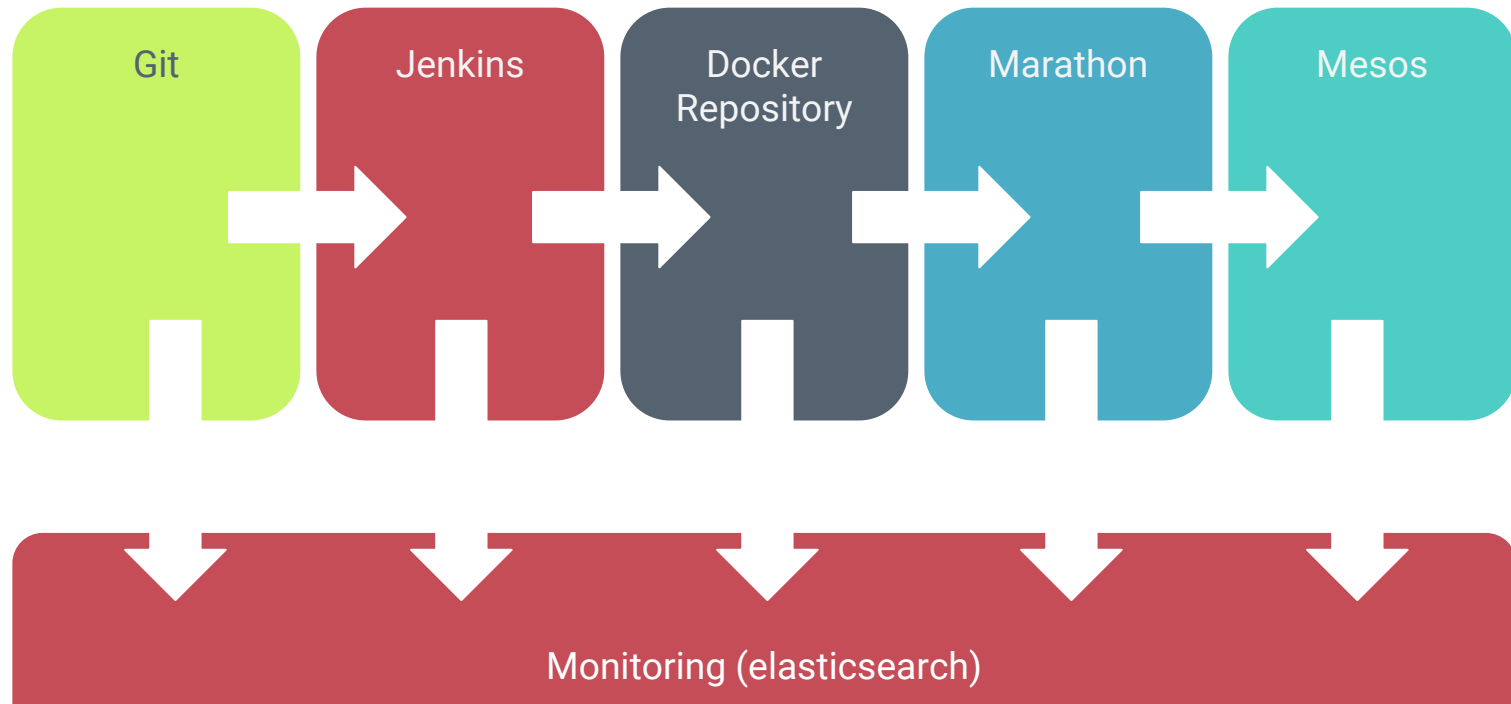 Git
Jenkins
Docker
Repository
Marathon
Mesos
Monitoring (elasticsearch)